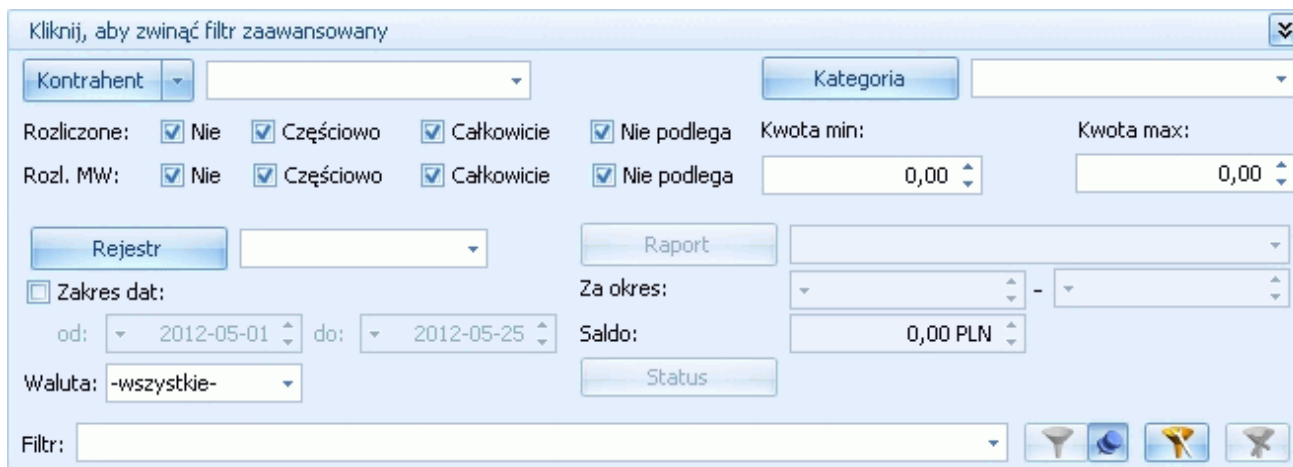 Kliknij, aby zwinąć filtr zaawansowany
Kontrahent Kategoria
Rozliczone: Nie Częściowo Całkowicie Nie podlega Kwota min: Kwota max:
Rozl. MW: Nie Częściowo Całkowicie Nie podlega 0,00 0,00
Rejestr Raport
Zakres dat: Za okres: -
od: 2012-05-01 do: 2012-05-25 Saldo: 0,00 PLN
Waluta: -wszystkie- Status
Filtr: